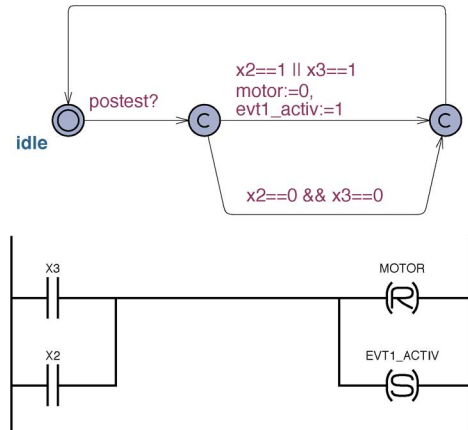 x2==1 || x3==1
postest?
motor:=0,
evt1_activ:=1
C
C
idle
x2==0 && x3==0
X3
MOTOR
R
X2
EVT1_ACTIV
S